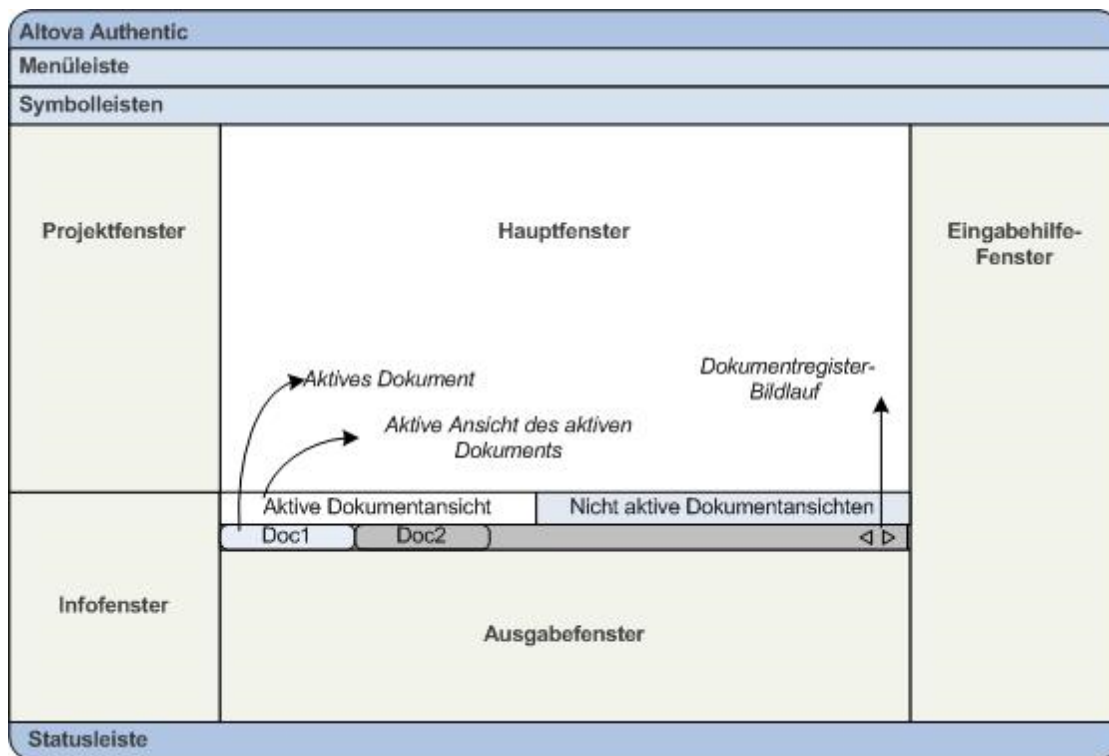 Altova Authentic
Menüleiste
Symbolleisten
Projektfenster
Hauptfenster
Eingabehilfe-
Fenster
Aktives Dokument
Dokumentregister-
Bildlauf
Aktive Ansicht des aktiven
Dokuments
Aktive Dokumentansicht
Nicht aktive Dokumentansichten
Doc1
Doc2
Infofenster
Ausgabefenster
Statusleiste